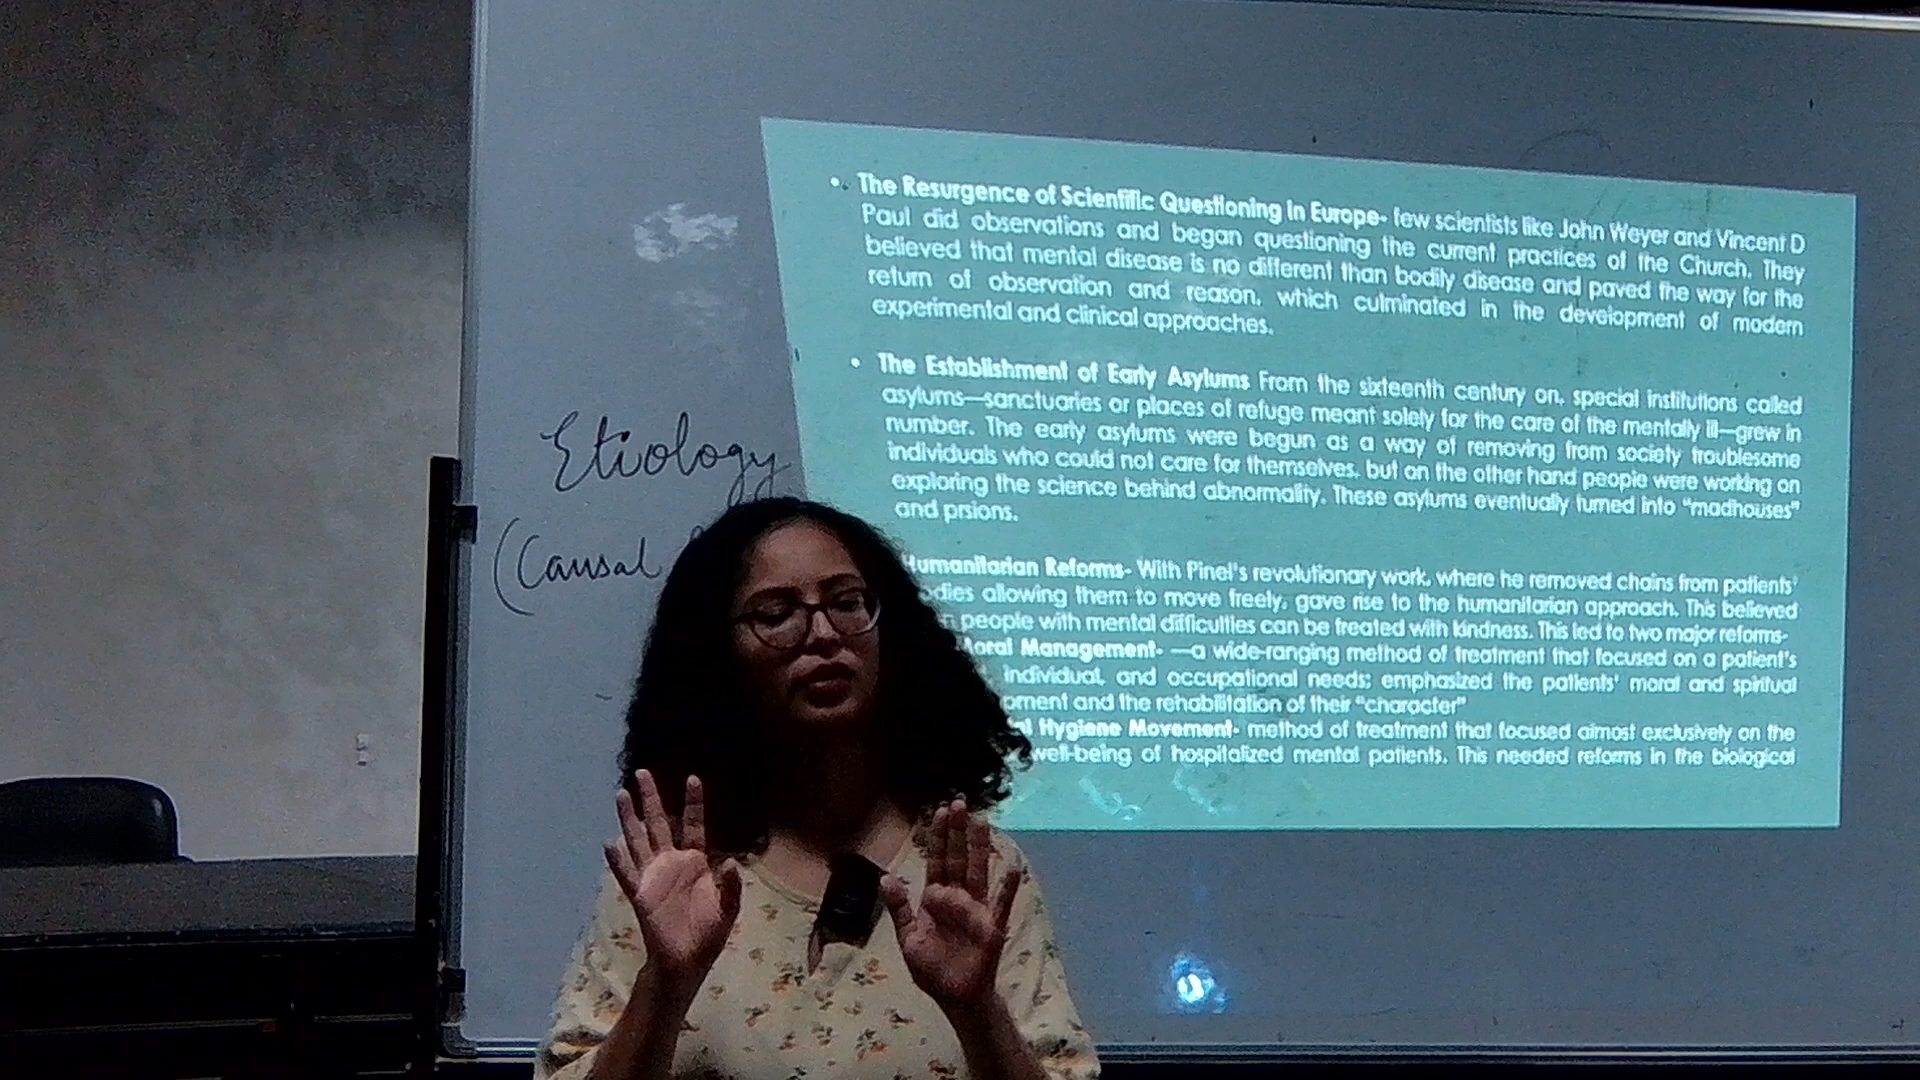 •. The Resurgence of Scientific Questioning in Europe- few scientists like John Weyer and Vincent D
Paul did observations and began questioning the current practices of the Church. They
believed that mental disease is no different than bodily disease and paved the way for the
return of observation and reason, which culminated in the development of modern
experimental and clinical approaches.
• The Establishment of Early Asylums From the sixteenth century on, special institutions called
asylums—sanctuaries or places of refuge meant solely for the care of the mentally ill—grew in
number. The early asylums were begun as a way of removing from society troublesome
individuals who could not care for themselves, but on the other hand people were working on
exploring the science behind abnormality. These asylums eventually turned into "madhouses"
and prsions.
Humanitarian Reforms- With Pinel's revolutionary work, where he removed chains from patients'
odies allowing them to move freely, gave rise to the humanitarian approach. This believed
people with mental difficulties can be treated with kindness. This led to two major reforms-
Moral Management- —a wide-ranging method of treatment that focused on a patient's
individual, and occupational needs; emphasized the patients' moral and spiritual
pment and the rehabilitation of their "character"
Hygiene Movement- method of treatment that focused almost exclusively on the
well-being of hospitalized mental patients. This needed reforms in the biological
Etiology
(Causal